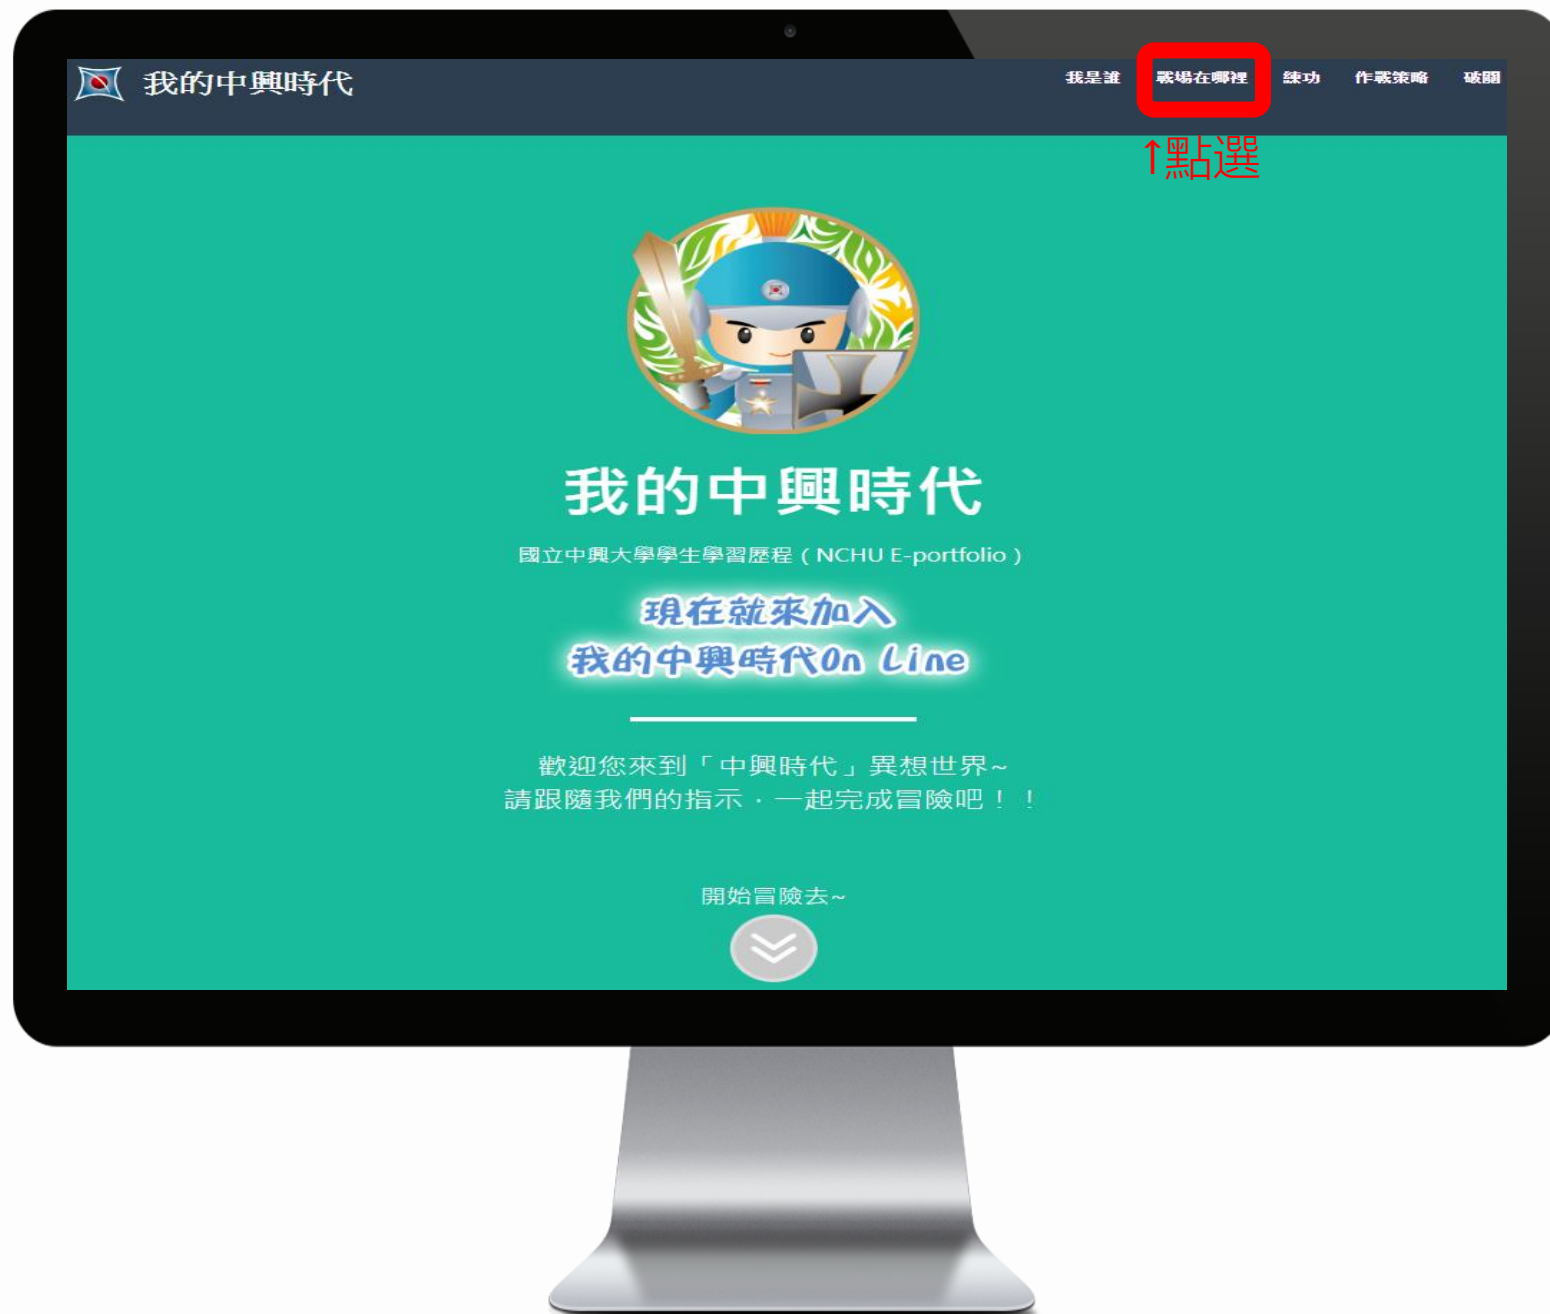 我的中興時代
我是誰 戰場在哪裡 練功 作戰策略 破關
↑點選
我的中興時代
國立中興大學學生學習歷程（NCHU E-portfolio）
現在就來加入
我的中興時代On Line
歡迎您來到「中興時代」異想世界~
請跟隨我們的指示，一起完成冒險吧！！
開始冒險去~